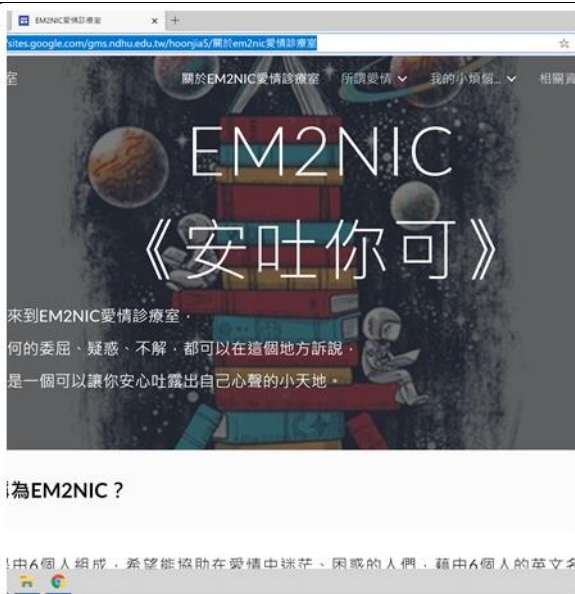 EM2NIC愛情診療室
sites.google.com/gms.ndhu.edu.tw/hoonjia5/關於em2nic愛情診療室
室
關於EM2NIC愛情診療室 所謂愛情 我的小煩惱... 相關資
EM2NIC
《安吐你可》
來到EM2NIC愛情診療室，
何的委屈、疑惑、不解，都可以在這個地方訴說，
是一個可以讓你安心吐露出自己心聲的小天地。
為EM2NIC？
由6個人組成，希望能協助在愛情中迷茫、困惑的人們，藉由6個人的英文名